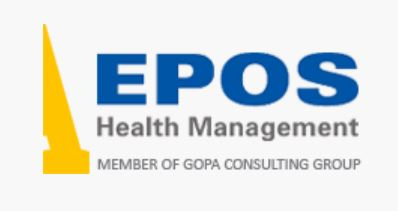 EPOS
Health Management
MEMBER OF GOPA CONSULTING GROUP